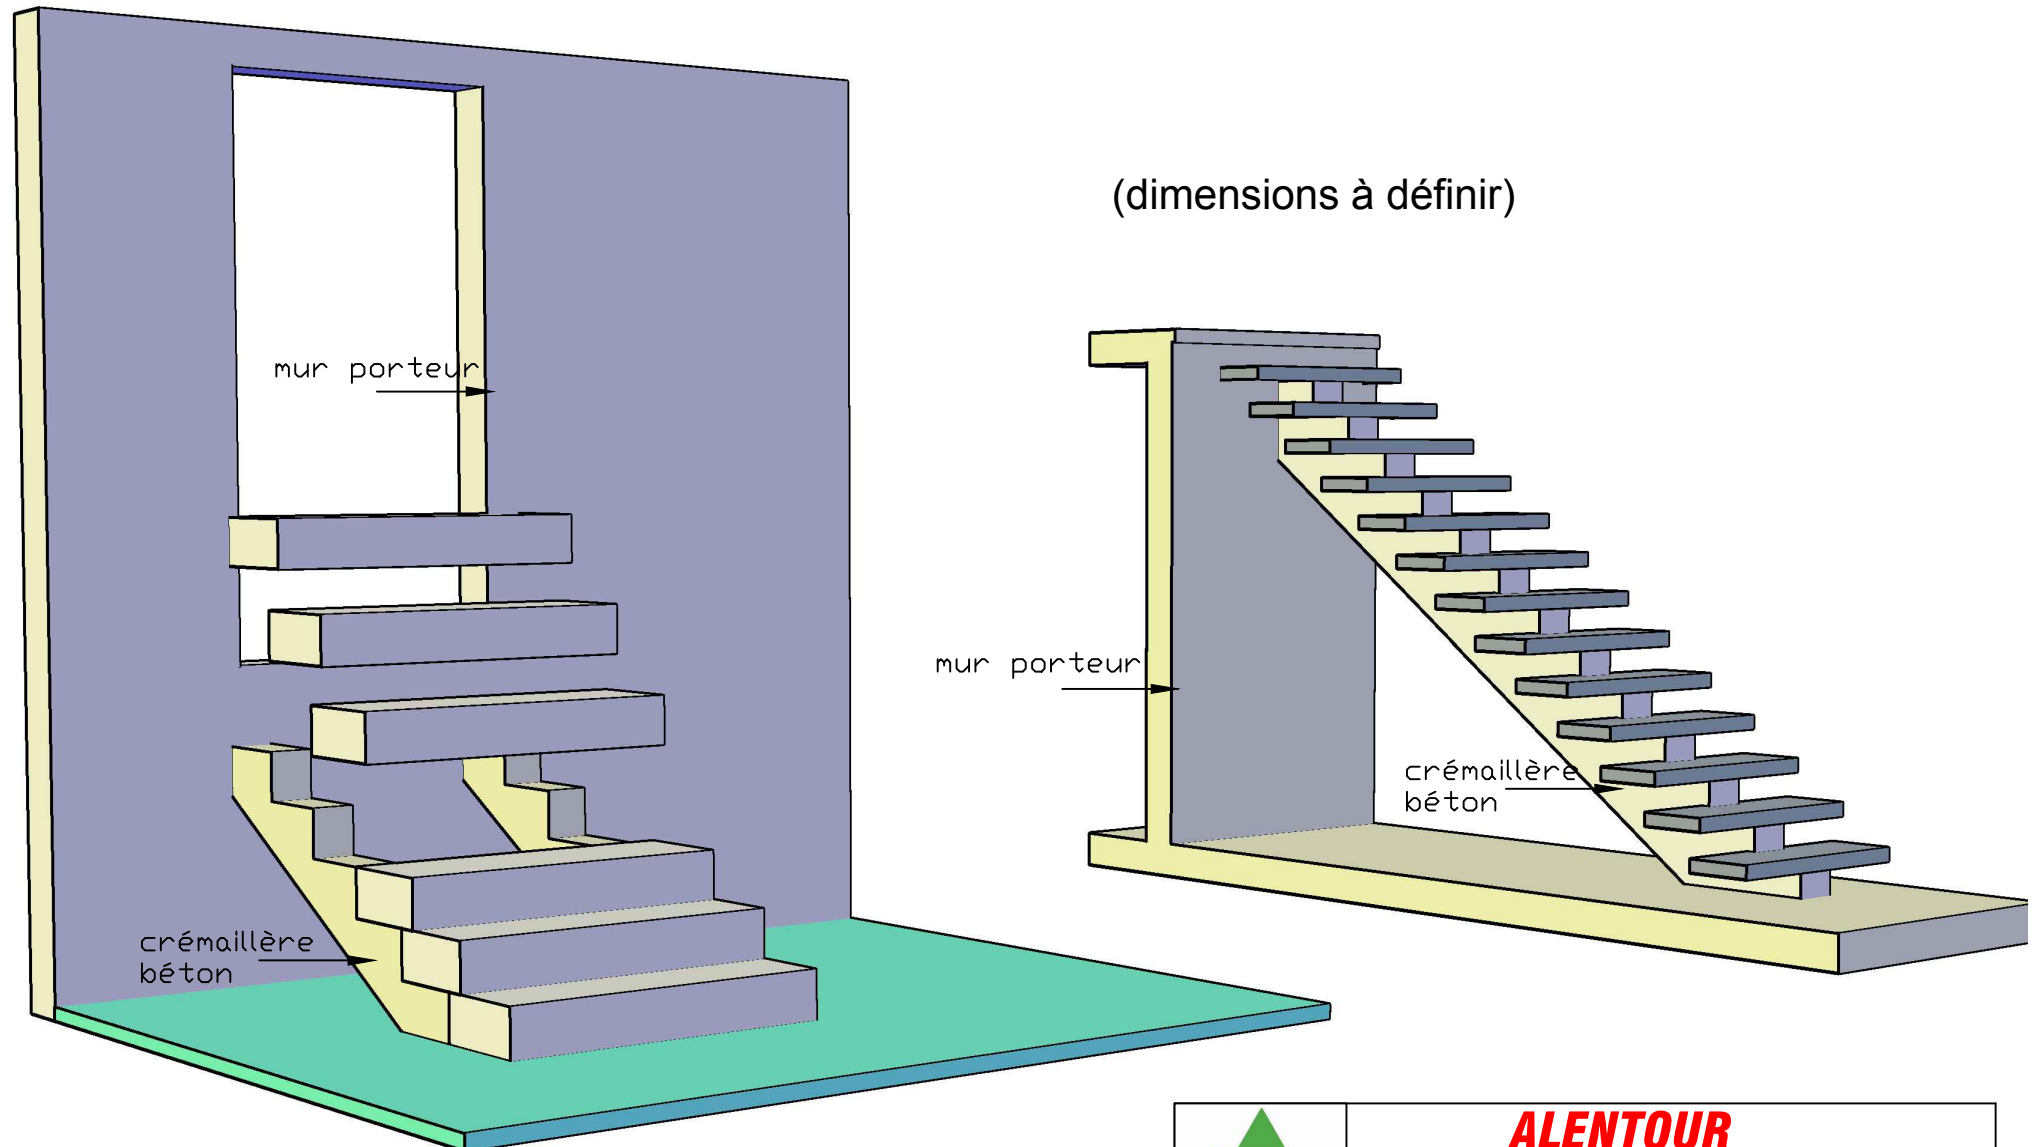 (dimensions à définir)
mur porteur
crémaillère
béton
mur porteur
crémaillère
béton
ALENTOUR